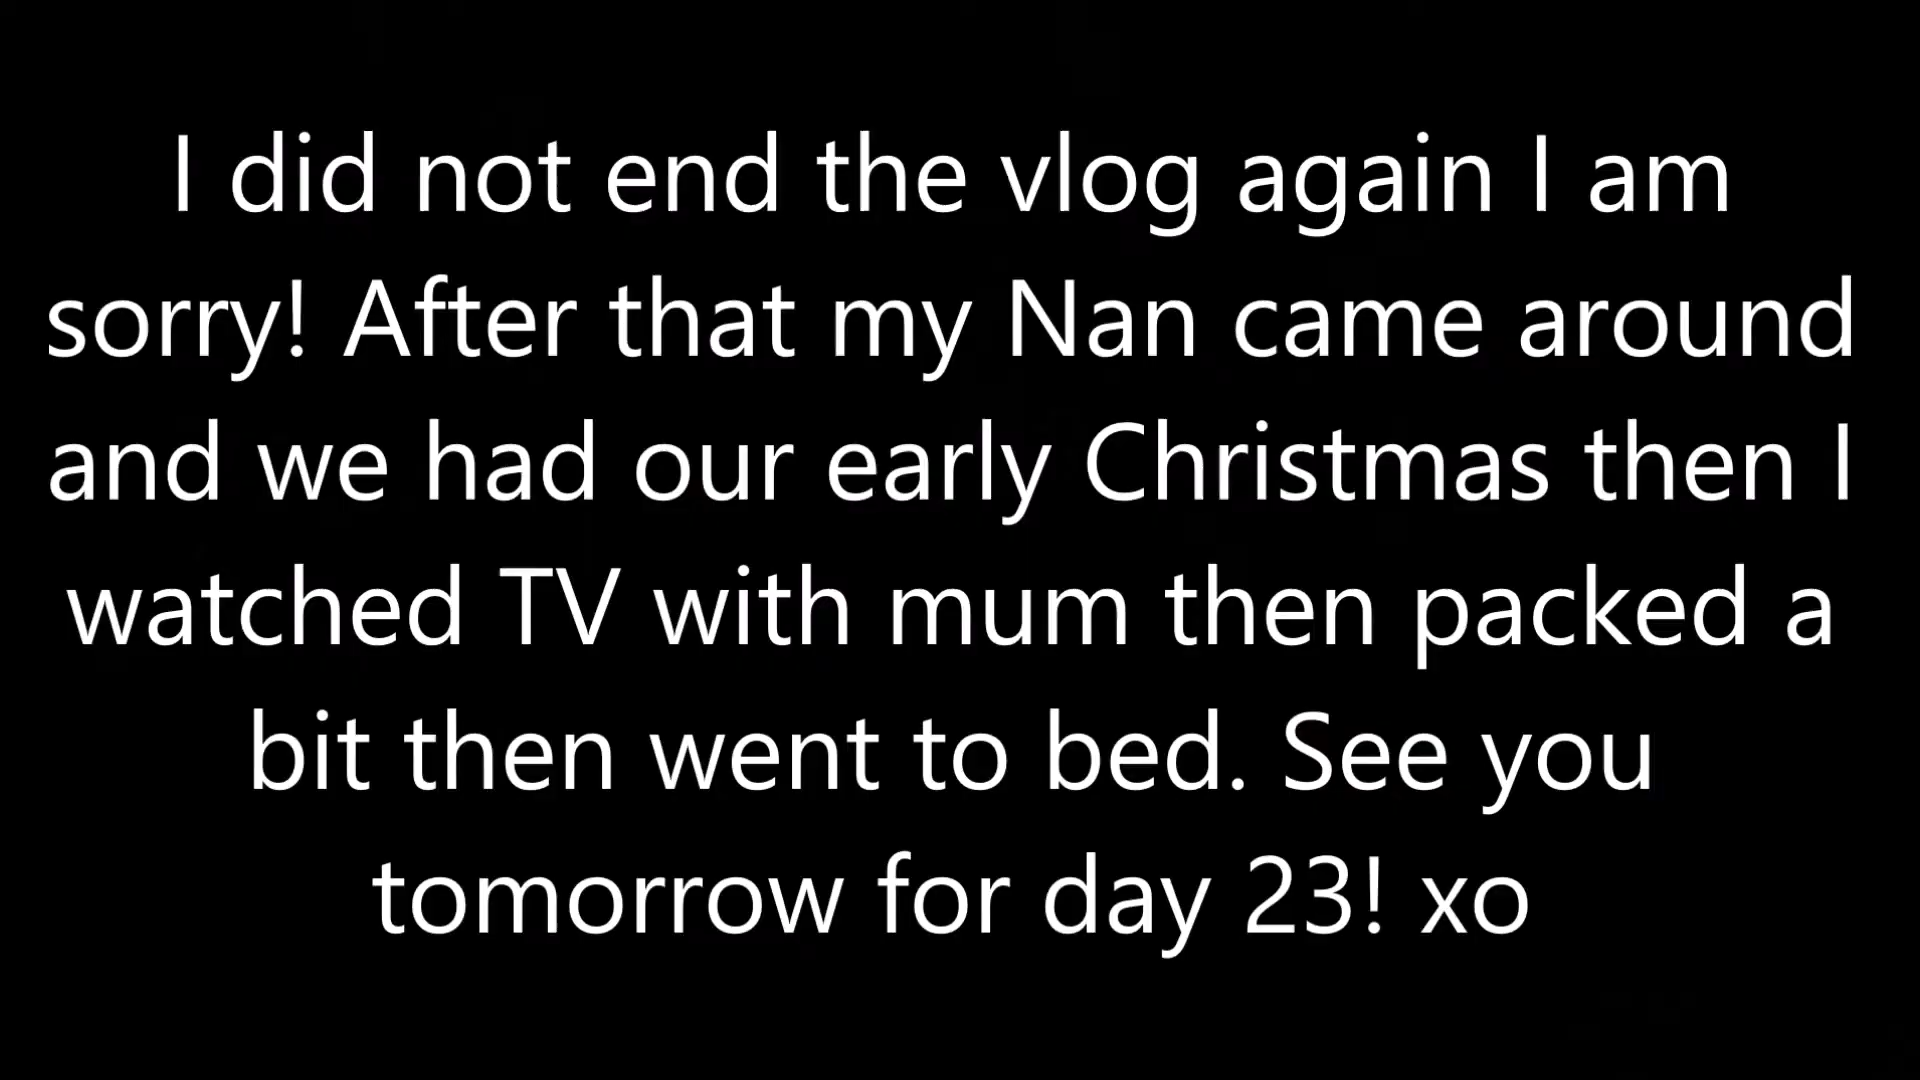 I did not end the vlog again I am
sorry! After that my Nan came around
and we had our early Christmas then I
watched TV with mum then packed a
bit then went to bed. See you
tomorrow for day 23! xo